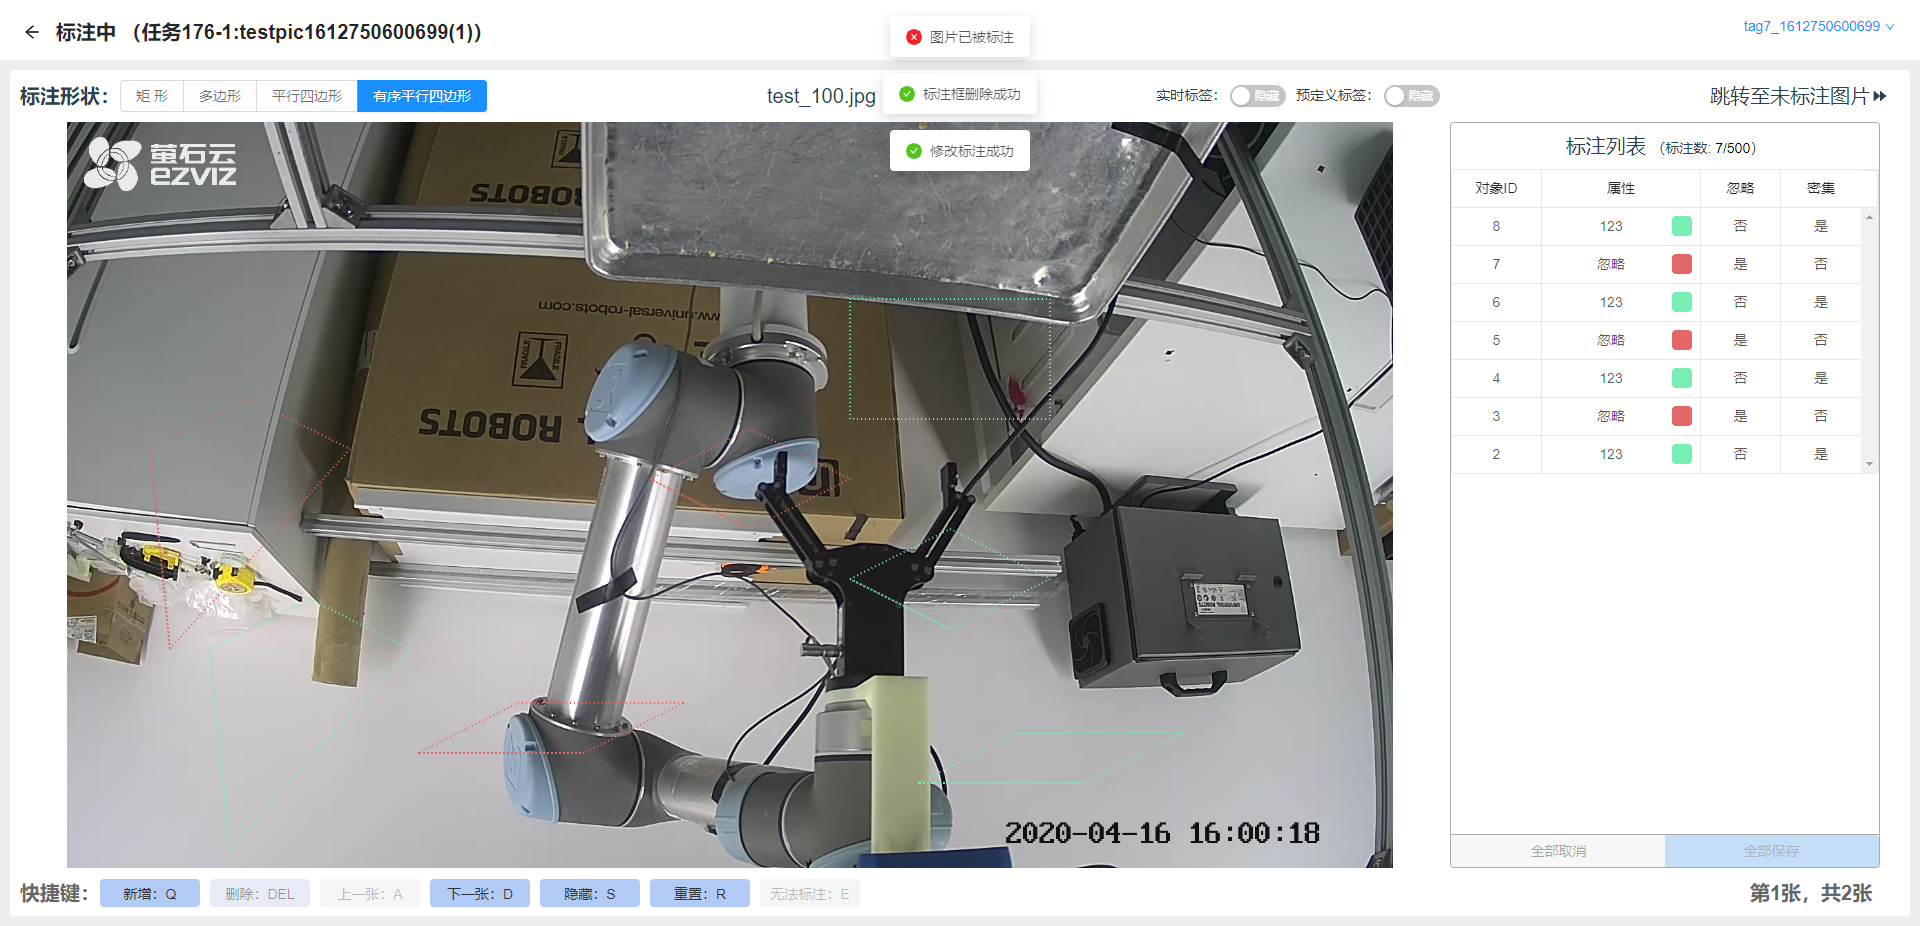 标注中 （任务176-1:testpic1612750600699(1)）
图片已被标注
tag7_1612750600699
标注形状：
矩 形
多边形
平行四边形
有序平行四边形
test_100.jpg
标注框删除成功
实时标签：
隐藏
预定义标签：
隐藏
跳转至未标注图片
修改标注成功
萤石云
ezviz
ROBOTS
www.universal-robots.com
FRAGILE
FRAGILE
ROBOTS
UNIVERSAL ROBOTS
2020-04-16 16:00:18
标注列表 （标注数: 7/500）
对象ID 属性 忽略 密集
8 123 否 是
7 忽略 是 否
6 123 否 是
5 忽略 是 否
4 123 否 是
3 忽略 是 否
2 123 否 是
全部取消
全部保存
快捷键：
新增：Q
删除：DEL
上一张：A
下一张：D
隐藏：S
重置：R
无法标注：E
第1张，共2张